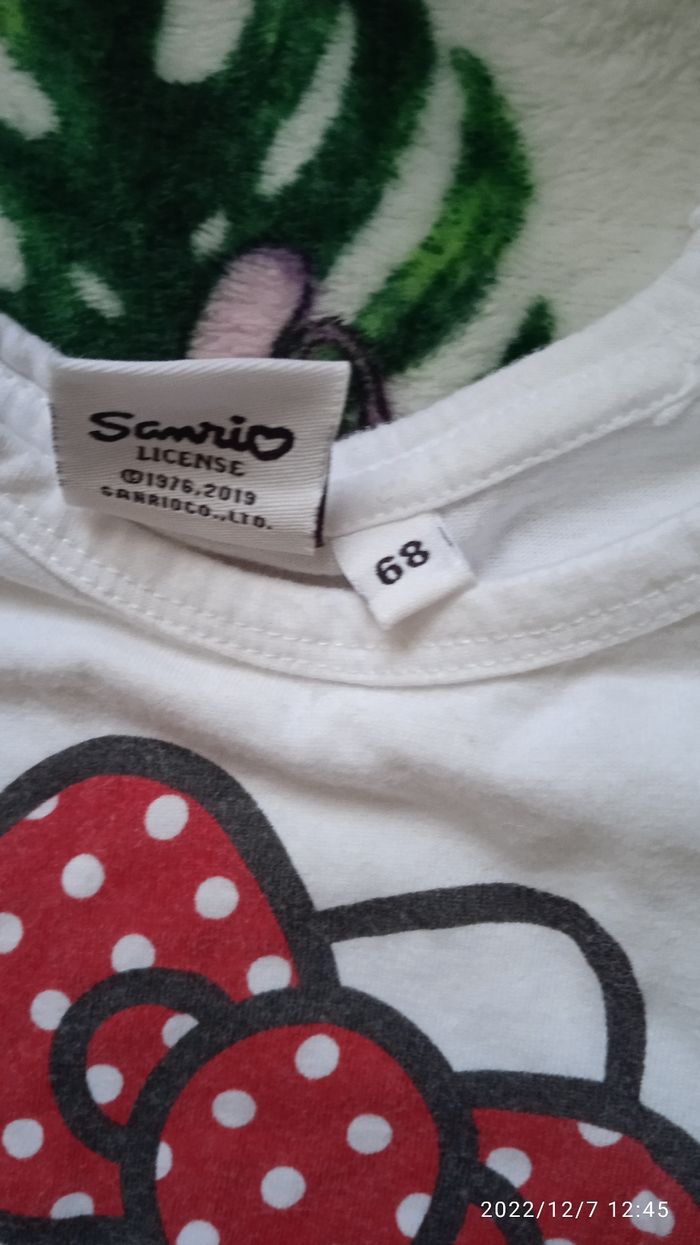 Sanrio
LICENSE
©1976,2019
SANRIOCO.,LTD.
68
2022/12/7 12:45